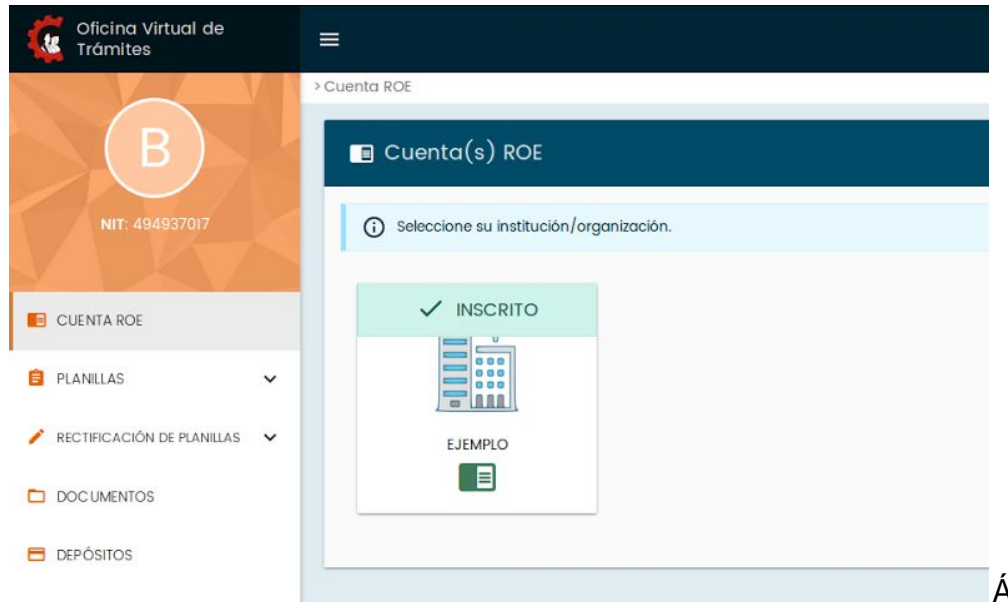 Oficina Virtual de
Trámites
> Cuenta ROE
B
NIT: 494937017
CUENTA ROE
PLANILLAS
RECTIFICACIÓN DE PLANILLAS
DOCUMENTOS
DEPÓSITOS
Cuenta(s) ROE
Seleccione su institución/organización.
INSCRITO
EJEMPLO
Á